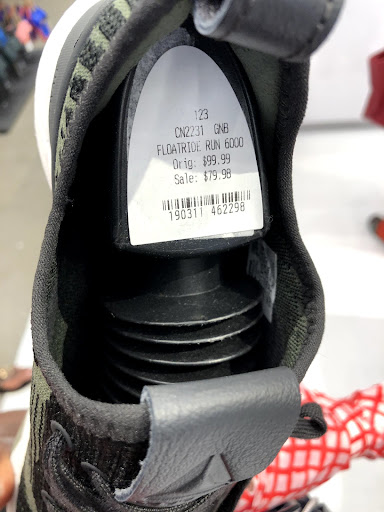 123
CN2231 GNB
FLOATRIDE RUN 6000
Orig: $99.99
Sale: $79.98
190311 462298